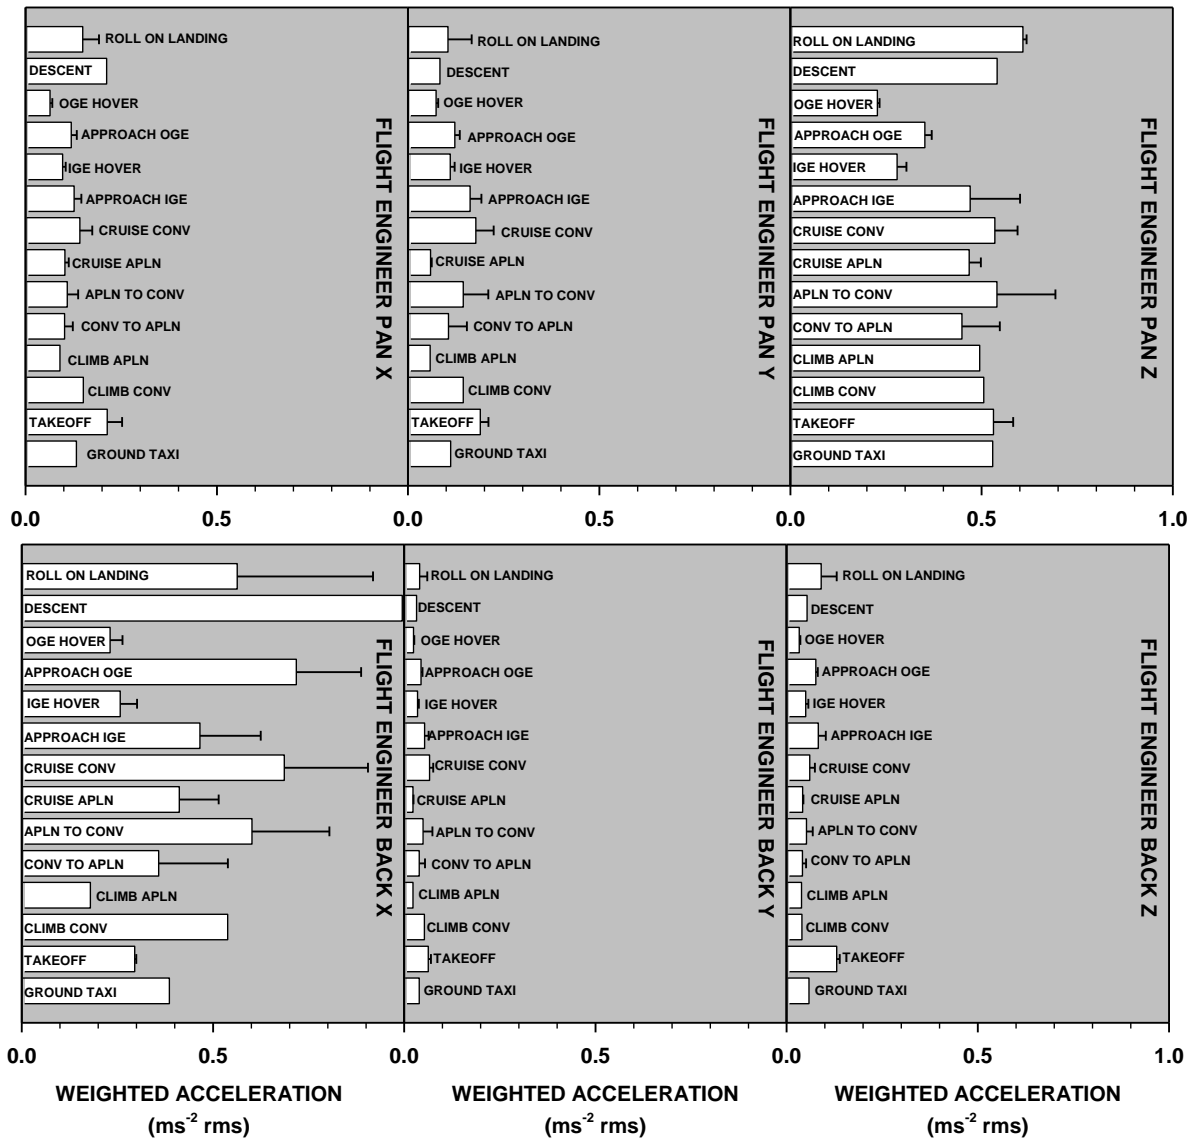 ROLL ON LANDING
DESCENT
OGE HOVER
APPROACH OGE
IGE HOVER
APPROACH IGE
CRUISE CONV
CRUISE APLN
APLN TO CONV
CONV TO APLN
CLIMB APLN
CLIMB CONV
TAKEOFF
GROUND TAXI
FLIGHT ENGINEER PAN X
ROLL ON LANDING
DESCENT
OGE HOVER
APPROACH OGE
IGE HOVER
APPROACH IGE
CRUISE CONV
CRUISE APLN
APLN TO CONV
CONV TO APLN
CLIMB APLN
CLIMB CONV
TAKEOFF
GROUND TAXI
FLIGHT ENGINEER PAN Y
ROLL ON LANDING
DESCENT
OGE HOVER
APPROACH OGE
IGE HOVER
APPROACH IGE
CRUISE CONV
CRUISE APLN
APLN TO CONV
CONV TO APLN
CLIMB APLN
CLIMB CONV
TAKEOFF
GROUND TAXI
FLIGHT ENGINEER PAN Z
0.0 0.5 0.0 0.5 0.0 0.5 1.0
ROLL ON LANDING
DESCENT
OGE HOVER
APPROACH OGE
IGE HOVER
APPROACH IGE
CRUISE CONV
CRUISE APLN
APLN TO CONV
CONV TO APLN
CLIMB APLN
CLIMB CONV
TAKEOFF
GROUND TAXI
FLIGHT ENGINEER BACK X
ROLL ON LANDING
DESCENT
OGE HOVER
APPROACH OGE
IGE HOVER
APPROACH IGE
CRUISE CONV
CRUISE APLN
APLN TO CONV
CONV TO APLN
CLIMB APLN
CLIMB CONV
TAKEOFF
GROUND TAXI
FLIGHT ENGINEER BACK Y
ROLL ON LANDING
DESCENT
OGE HOVER
APPROACH OGE
IGE HOVER
APPROACH IGE
CRUISE CONV
CRUISE APLN
APLN TO CONV
CONV TO APLN
CLIMB APLN
CLIMB CONV
TAKEOFF
GROUND TAXI
FLIGHT ENGINEER BACK Z
0.0 0.5 0.0 0.5 0.0 0.5 1.0
WEIGHTED ACCELERATION
(ms⁻² rms)
WEIGHTED ACCELERATION
(ms⁻² rms)
WEIGHTED ACCELERATION
(ms⁻² rms)